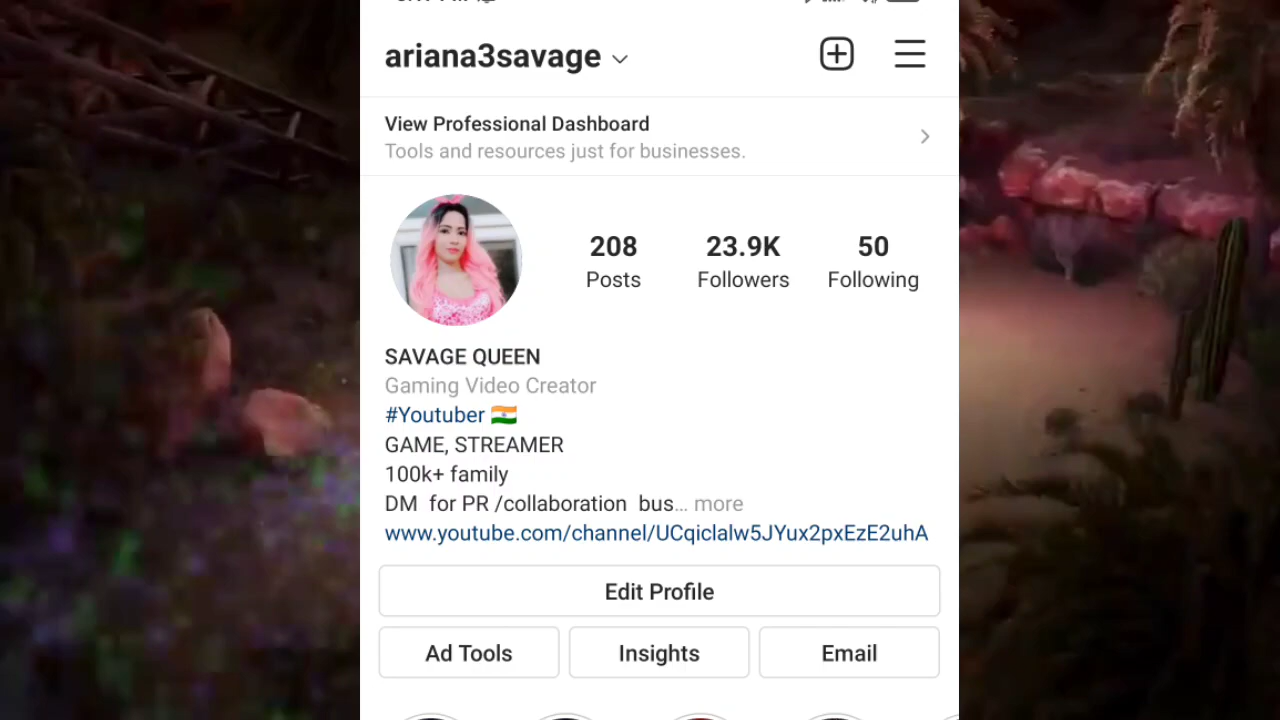 ariana3savage
View Professional Dashboard
Tools and resources just for businesses.
208 23.9K 50
Posts Followers Following
SAVAGE QUEEN
Gaming Video Creator
#Youtuber 🇮🇳
GAME, STREAMER
100k+ family
DM for PR /collaboration bus... more
www.youtube.com/channel/UCqiclalw5JYux2pxEzE2uhA
Edit Profile
Ad Tools Insights Email